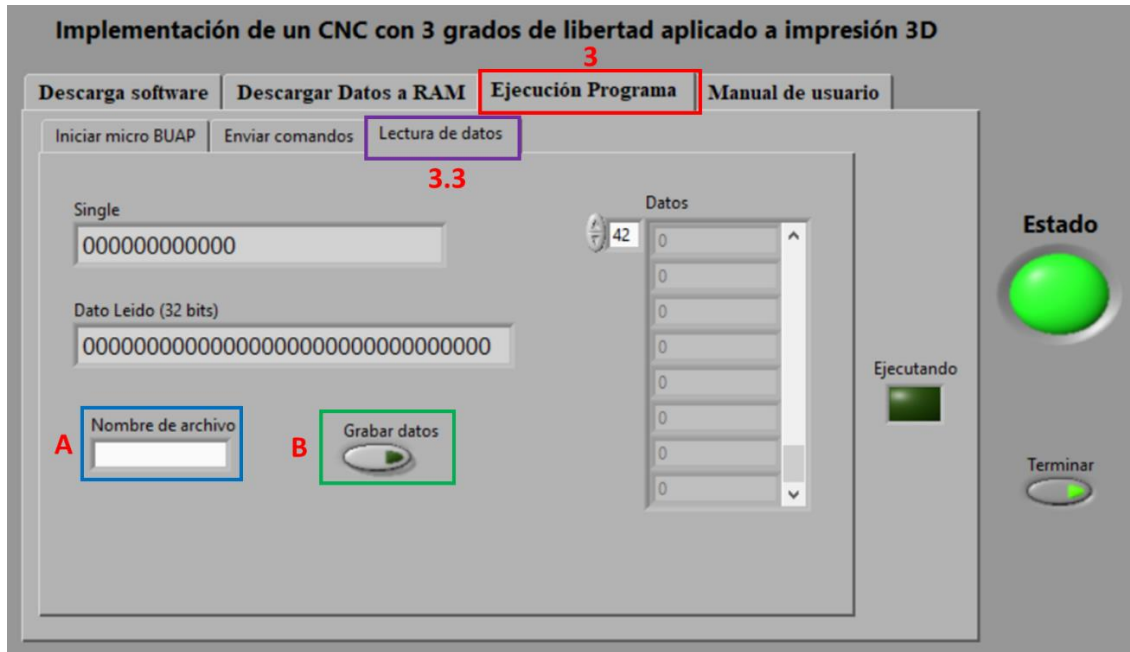 Implementación de un CNC con 3 grados de libertad aplicado a impresión 3D
3
Descarga software Descargar Datos a RAM Ejecución Programa Manual de usuario
Iniciar micro BUAP Enviar comandos Lectura de datos
3.3
Single
000000000000
Datos
42
0
0
0
0
0
0
0
0
Dato Leido (32 bits)
00000000000000000000000000000000
A
Nombre de archivo
B
Grabar datos
Ejecutando
Estado
Terminar